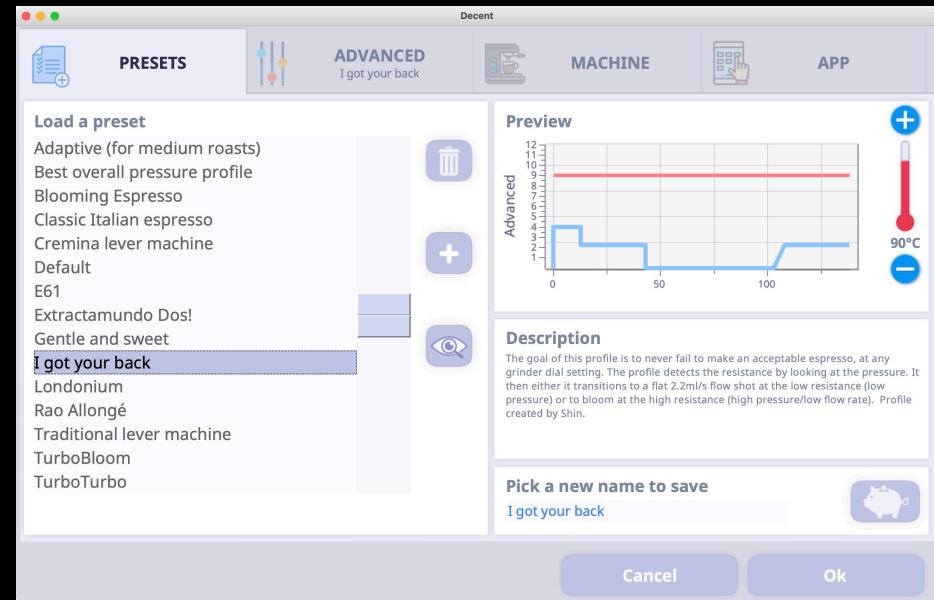 Decent
PRESETS
ADVANCED
I got your back
MACHINE
APP
Load a preset
Adaptive (for medium roasts)
Best overall pressure profile
Blooming Espresso
Classic Italian espresso
Cremina lever machine
Default
E61
Extractamundo Dos!
Gentle and sweet
I got your back
Londonium
Rao Allongé
Traditional lever machine
TurboBloom
TurboTurbo
Preview
Advanced
12
11
10
9
8
7
6
5
4
3
2
1
0
50
100
90°C
Description
The goal of this profile is to never fail to make an acceptable espresso, at any
grinder dial setting. The profile detects the resistance by looking at the pressure. It
then either it transitions to a flat 2.2ml/s flow shot at the low resistance (low
pressure) or to bloom at the high resistance (high pressure/low flow rate).  Profile
created by Shin.
Pick a new name to save
I got your back
Cancel
Ok